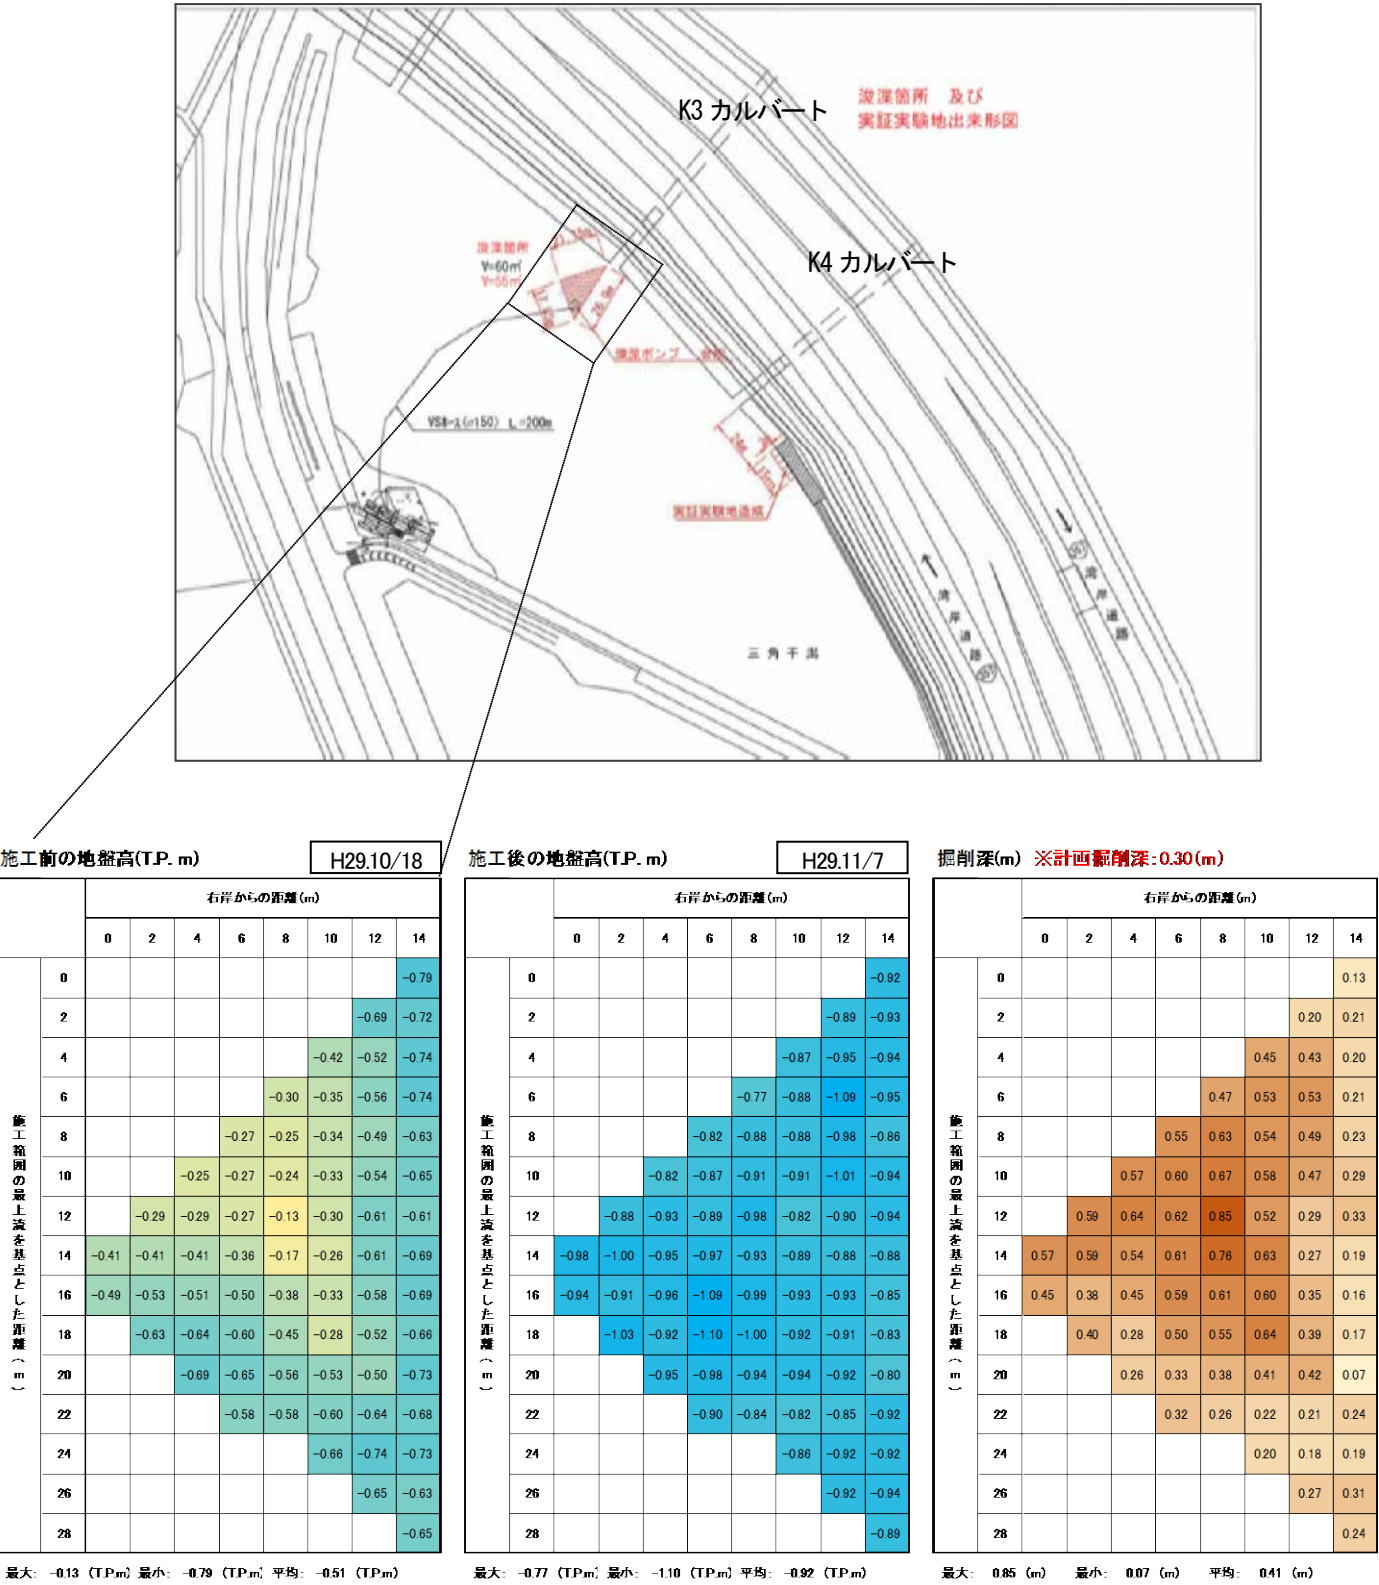 K3 カルバート
浚渫箇所 及び
実証実験地出来形図
K4 カルバート
浚渫箇所
V=60㎥
V=55㎥
26.9m
L=200m
24m
実証実験地造成
湾岸道路
湾岸道路
三角干潟
施工前の地盤高(T.P. m)
H29.10/18
右岸からの距離(m)
0 2 4 6 8 10 12 14
施工範囲の最上流を基点とした距離(m)
0 -0.79
2 -0.69 -0.72
4 -0.42 -0.52 -0.74
6 -0.30 -0.35 -0.56 -0.74
8 -0.27 -0.25 -0.34 -0.49 -0.63
10 -0.25 -0.27 -0.24 -0.33 -0.54 -0.65
12 -0.29 -0.29 -0.27 -0.13 -0.30 -0.61 -0.61
14 -0.41 -0.41 -0.41 -0.36 -0.17 -0.26 -0.61 -0.69
16 -0.49 -0.53 -0.51 -0.50 -0.38 -0.33 -0.58 -0.69
18 -0.63 -0.64 -0.60 -0.45 -0.28 -0.52 -0.66
20 -0.69 -0.65 -0.56 -0.53 -0.50 -0.73
22 -0.58 -0.58 -0.60 -0.64 -0.68
24 -0.66 -0.74 -0.73
26 -0.65 -0.63
28 -0.65
最大: -0.13 (T.P.m) 最小: -0.79 (T.P.m) 平均: -0.51 (T.P.m)
施工後の地盤高(T.P. m)
H29.11/7
右岸からの距離(m)
0 2 4 6 8 10 12 14
施工範囲の最上流を基点とした距離(m)
0 -0.92
2 -0.89 -0.93
4 -0.87 -0.95 -0.94
6 -0.77 -0.88 -1.09 -0.95
8 -0.82 -0.88 -0.88 -0.98 -0.86
10 -0.82 -0.87 -0.91 -0.91 -1.01 -0.94
12 -0.88 -0.93 -0.89 -0.98 -0.82 -0.90 -0.94
14 -0.98 -1.00 -0.95 -0.97 -0.93 -0.89 -0.88 -0.88
16 -0.94 -0.91 -0.96 -1.09 -0.99 -0.93 -0.93 -0.85
18 -1.03 -0.92 -1.10 -1.00 -0.92 -0.91 -0.83
20 -0.95 -0.98 -0.94 -0.94 -0.92 -0.80
22 -0.90 -0.84 -0.82 -0.85 -0.92
24 -0.86 -0.92 -0.92
26 -0.92 -0.94
28 -0.89
最大: -0.77 (T.P.m) 最小: -1.10 (T.P.m) 平均: -0.92 (T.P.m)
掘削深(m) ※計画掘削深:0.30(m)
右岸からの距離(m)
0 2 4 6 8 10 12 14
施工範囲の最上流を基点とした距離(m)
0 0.13
2 0.20 0.21
4 0.45 0.43 0.20
6 0.47 0.53 0.53 0.21
8 0.55 0.63 0.54 0.49 0.23
10 0.57 0.60 0.67 0.58 0.47 0.29
12 0.59 0.64 0.62 0.85 0.52 0.29 0.33
14 0.57 0.59 0.54 0.61 0.76 0.63 0.27 0.19
16 0.45 0.38 0.45 0.59 0.61 0.60 0.35 0.16
18 0.40 0.28 0.50 0.55 0.64 0.39 0.17
20 0.26 0.33 0.38 0.41 0.42 0.07
22 0.32 0.26 0.22 0.21 0.24
24 0.20 0.18 0.19
26 0.27 0.31
28 0.24
最大: 0.85 (m) 最小: 0.07 (m) 平均: 0.41 (m)